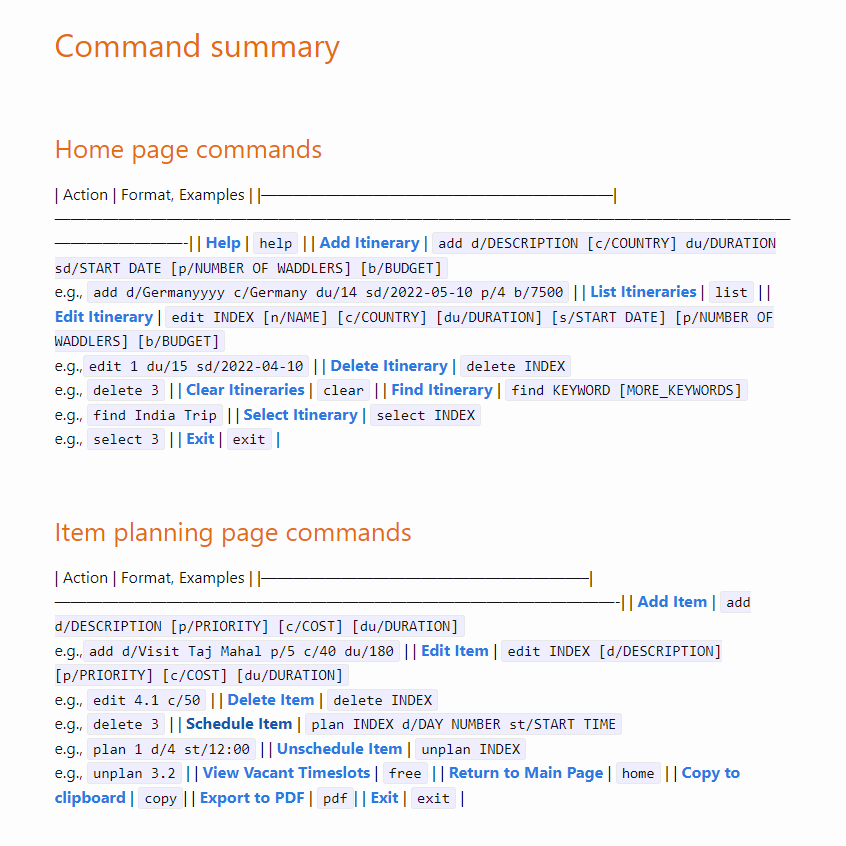 Command summary
Home page commands
| Action | Format, Examples | |————————————————————————|
——————————————————————————————————————————————————
—————————-| | Help | help | | Add Itinerary | add d/DESCRIPTION [c/COUNTRY] du/DURATION
sd/START DATE [p/NUMBER OF WADDLERS] [b/BUDGET]
e.g., add d/Germanyyyy c/Germany du/14 sd/2022-05-10 p/4 b/7500 | | List Itineraries | list | |
Edit Itinerary | edit INDEX [n/NAME] [c/COUNTRY] [du/DURATION] [s/START DATE] [p/NUMBER OF
WADDLERS] [b/BUDGET]
e.g., edit 1 du/15 sd/2022-04-10 | | Delete Itinerary | delete INDEX
e.g., delete 3 | | Clear Itineraries | clear | | Find Itinerary | find KEYWORD [MORE_KEYWORDS]
e.g., find India Trip | | Select Itinerary | select INDEX
e.g., select 3 | | Exit | exit |
Item planning page commands
| Action | Format, Examples | |——————————————————————|
———————————————————————————————————————-| | Add Item | add
d/DESCRIPTION [p/PRIORITY] [c/COST] [du/DURATION]
e.g., add d/Visit Taj Mahal p/5 c/40 du/180 | | Edit Item | edit INDEX [d/DESCRIPTION]
[p/PRIORITY] [c/COST] [du/DURATION]
e.g., edit 4.1 c/50 | | Delete Item | delete INDEX
e.g., delete 3 | | Schedule Item | plan INDEX d/DAY NUMBER st/START TIME
e.g., plan 1 d/4 st/12:00 | | Unschedule Item | unplan INDEX
e.g., unplan 3.2 | | View Vacant Timeslots | free | | Return to Main Page | home | | Copy to
clipboard | copy | | Export to PDF | pdf | | Exit | exit |